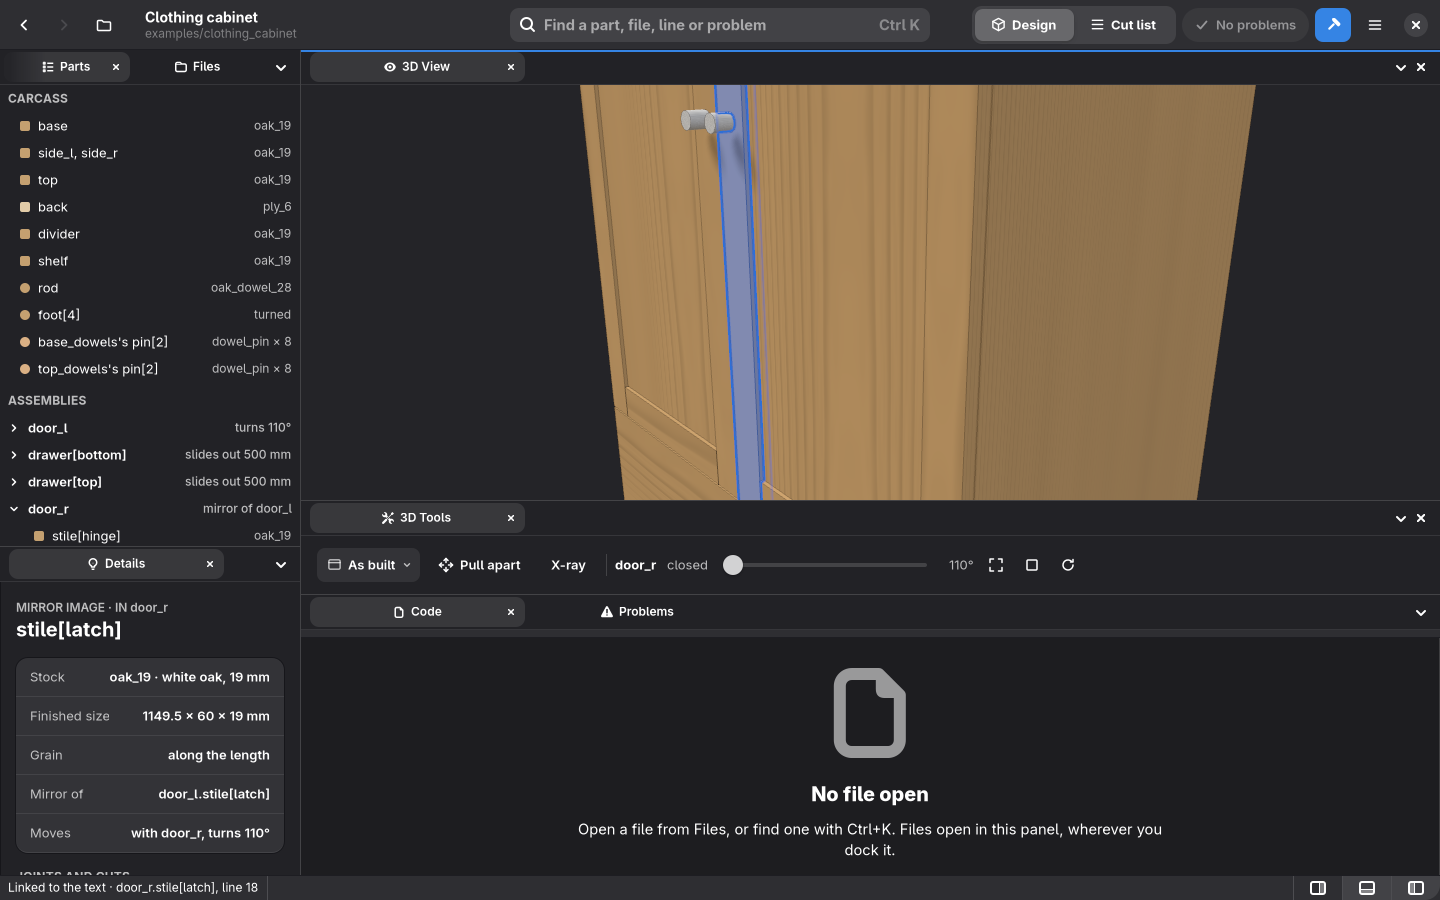 Clothing cabinet
examples/clothing_cabinet
Find a part, file, line or problem
Ctrl K
Design
Cut list
No problems
Parts
Files
3D View
CARCASS
base oak_19
side_l, side_r oak_19
top oak_19
back ply_6
divider oak_19
shelf oak_19
rod oak_dowel_28
foot[4] turned
base_dowels's pin[2] dowel_pin × 8
top_dowels's pin[2] dowel_pin × 8
ASSEMBLIES
door_l turns 110°
drawer[bottom] slides out 500 mm
drawer[top] slides out 500 mm
door_r mirror of door_l
stile[hinge] oak_19
Details
MIRROR IMAGE · IN door_r
stile[latch]
Stock oak_19 · white oak, 19 mm
Finished size 1149.5 × 60 × 19 mm
Grain along the length
Mirror of door_l.stile[latch]
Moves with door_r, turns 110°
JOINTS AND CUTS
3D Tools
As built
Pull apart
X-ray
door_r closed
110°
Code
Problems
No file open
Open a file from Files, or find one with Ctrl+K. Files open in this panel, wherever you
dock it.
Linked to the text · door_r.stile[latch], line 18